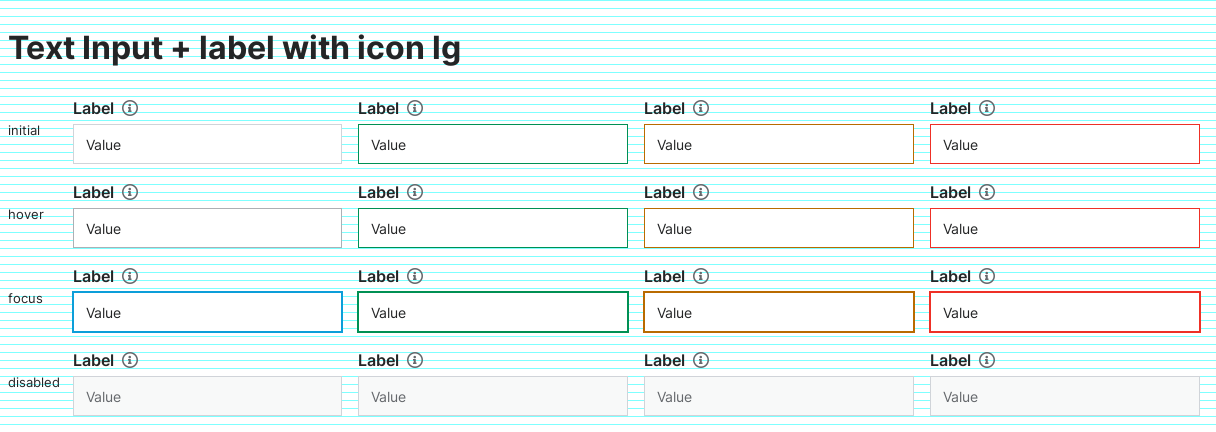 Text Input + label with icon lg
Label Label Label Label
initial Value Value Value Value
Label Label Label Label
hover Value Value Value Value
Label Label Label Label
focus Value Value Value Value
Label Label Label Label
disabled Value Value Value Value